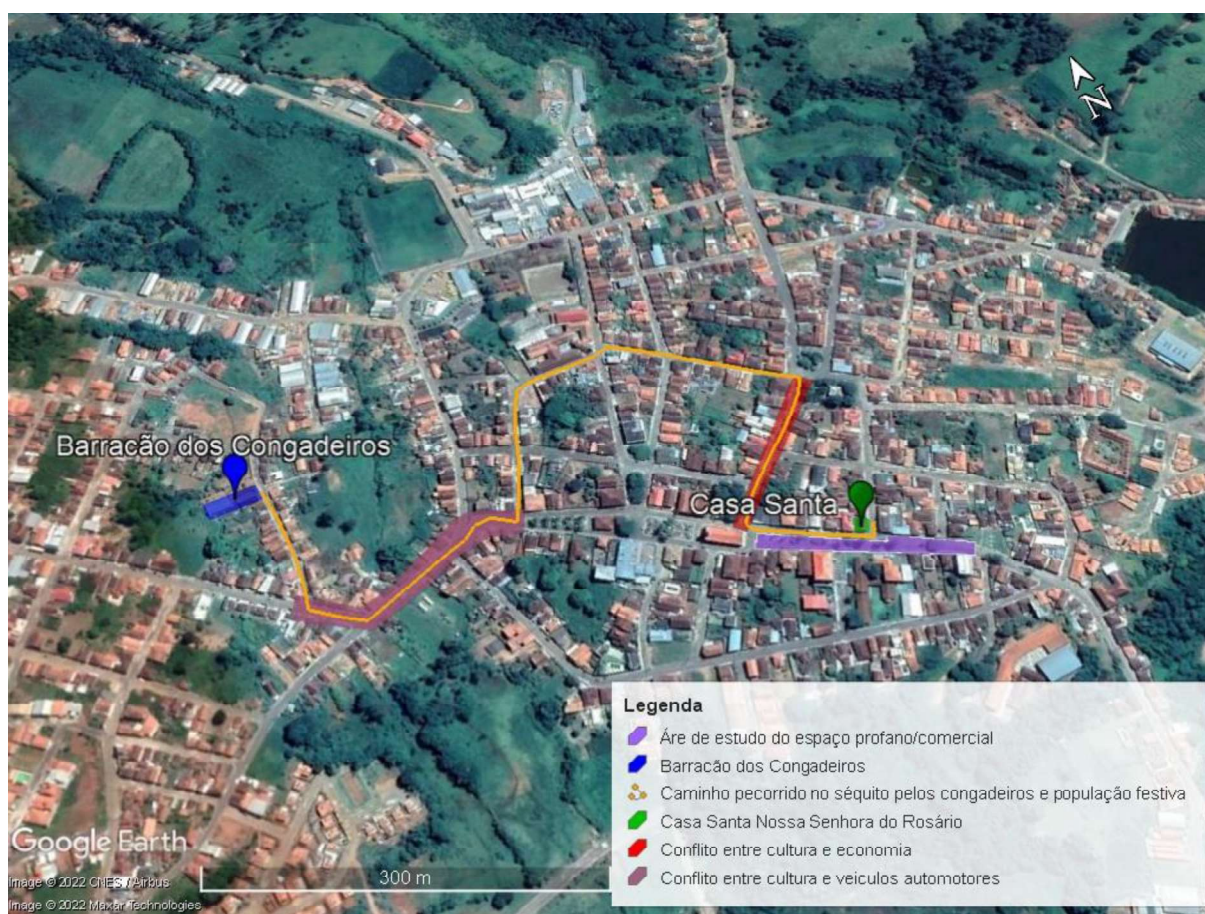 N
Barracão dos Congadeiros
Casa Santa
Legenda
Áre de estudo do espaço profano/comercial
Barracão dos Congadeiros
Caminho pecorrido no séquito pelos congadeiros e população festiva
Casa Santa Nossa Senhora do Rosário
Conflito entre cultura e economia
Conflito entre cultura e veiculos automotores
Google Earth
Image © 2022 CNES / Airbus
Image © 2022 Maxar Technologies
300 m